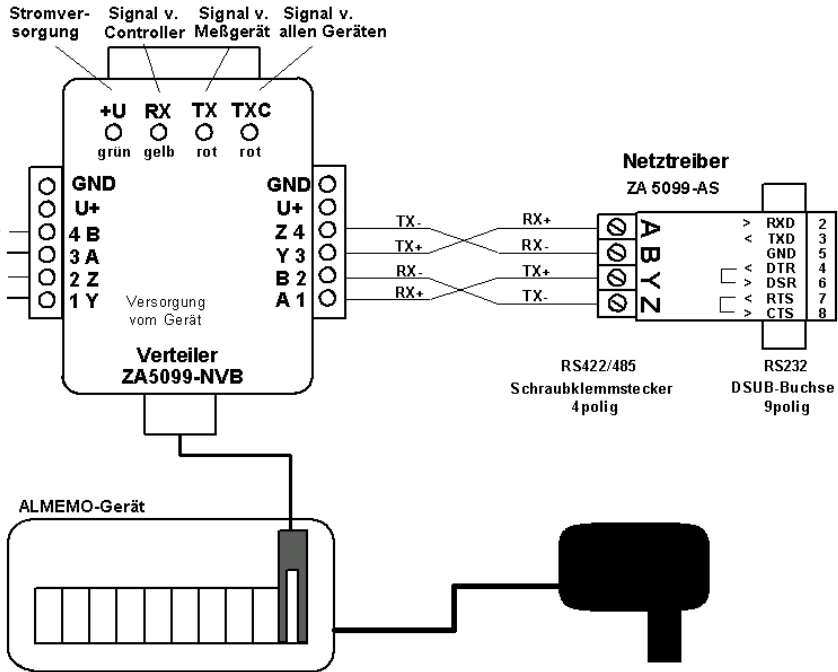 Stromver-
sorgung
Signal v.
Controller
Signal v.
Meßgerät
Signal v.
allen Geräten
+U RX TX TXC
grün gelb rot rot
GND
U+
4 B
3 A
2 Z
1 Y
GND
U+
Z 4
Y 3
B 2
A 1
Versorgung
vom Gerät
Verteiler
ZA5099-NVB
TX- RX+
TX+ RX-
RX- TX+
RX+ TX-
Netztreiber
ZA 5099-AS
A
B
Y
Z
> RXD 2
< TXD 3
GND 5
< DTR 4
> DSR 6
< RTS 7
> CTS 8
RS422/485
Schraubklemmstecker
4polig
RS232
DSUB-Buchse
9polig
ALMEMO-Gerät